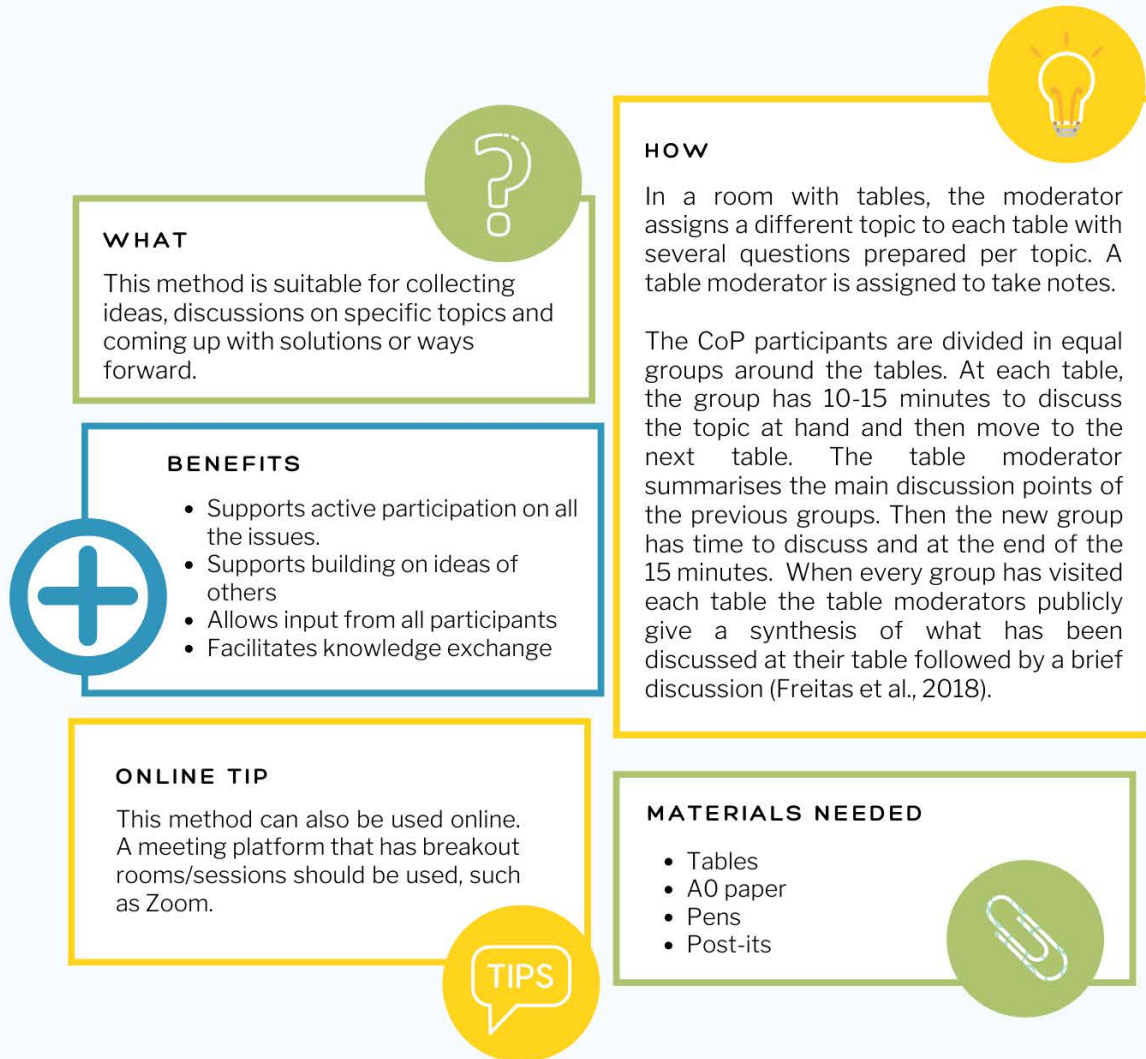 WHAT
This method is suitable for collecting
ideas, discussions on specific topics and
coming up with solutions or ways
forward.
BENEFITS
• Supports active participation on all
the issues.
• Supports building on ideas of
others
• Allows input from all participants
• Facilitates knowledge exchange
ONLINE TIP
This method can also be used online.
A meeting platform that has breakout
rooms/sessions should be used, such
as Zoom.
TIPS
HOW
In a room with tables, the moderator
assigns a different topic to each table with
several questions prepared per topic. A
table moderator is assigned to take notes.
The CoP participants are divided in equal
groups around the tables. At each table,
the group has 10-15 minutes to discuss
the topic at hand and then move to the
next table. The table moderator
summarises the main discussion points of
the previous groups. Then the new group
has time to discuss and at the end of the
15 minutes. When every group has visited
each table the table moderators publicly
give a synthesis of what has been
discussed at their table followed by a brief
discussion (Freitas et al., 2018).
MATERIALS NEEDED
• Tables
• A0 paper
• Pens
• Post-its